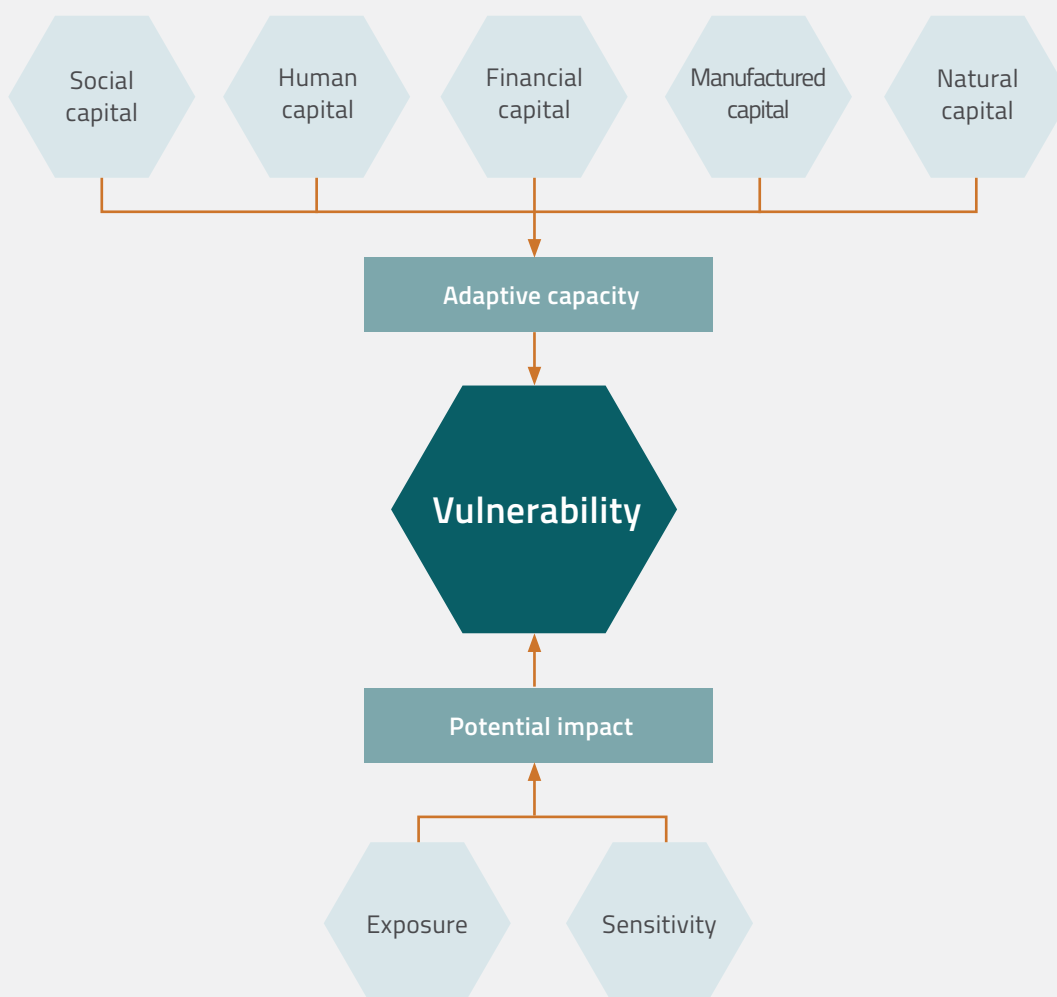 Social
capital
Human
capital
Financial
capital
Manufactured
capital
Natural
capital
Adaptive capacity
Vulnerability
Potential impact
Exposure
Sensitivity